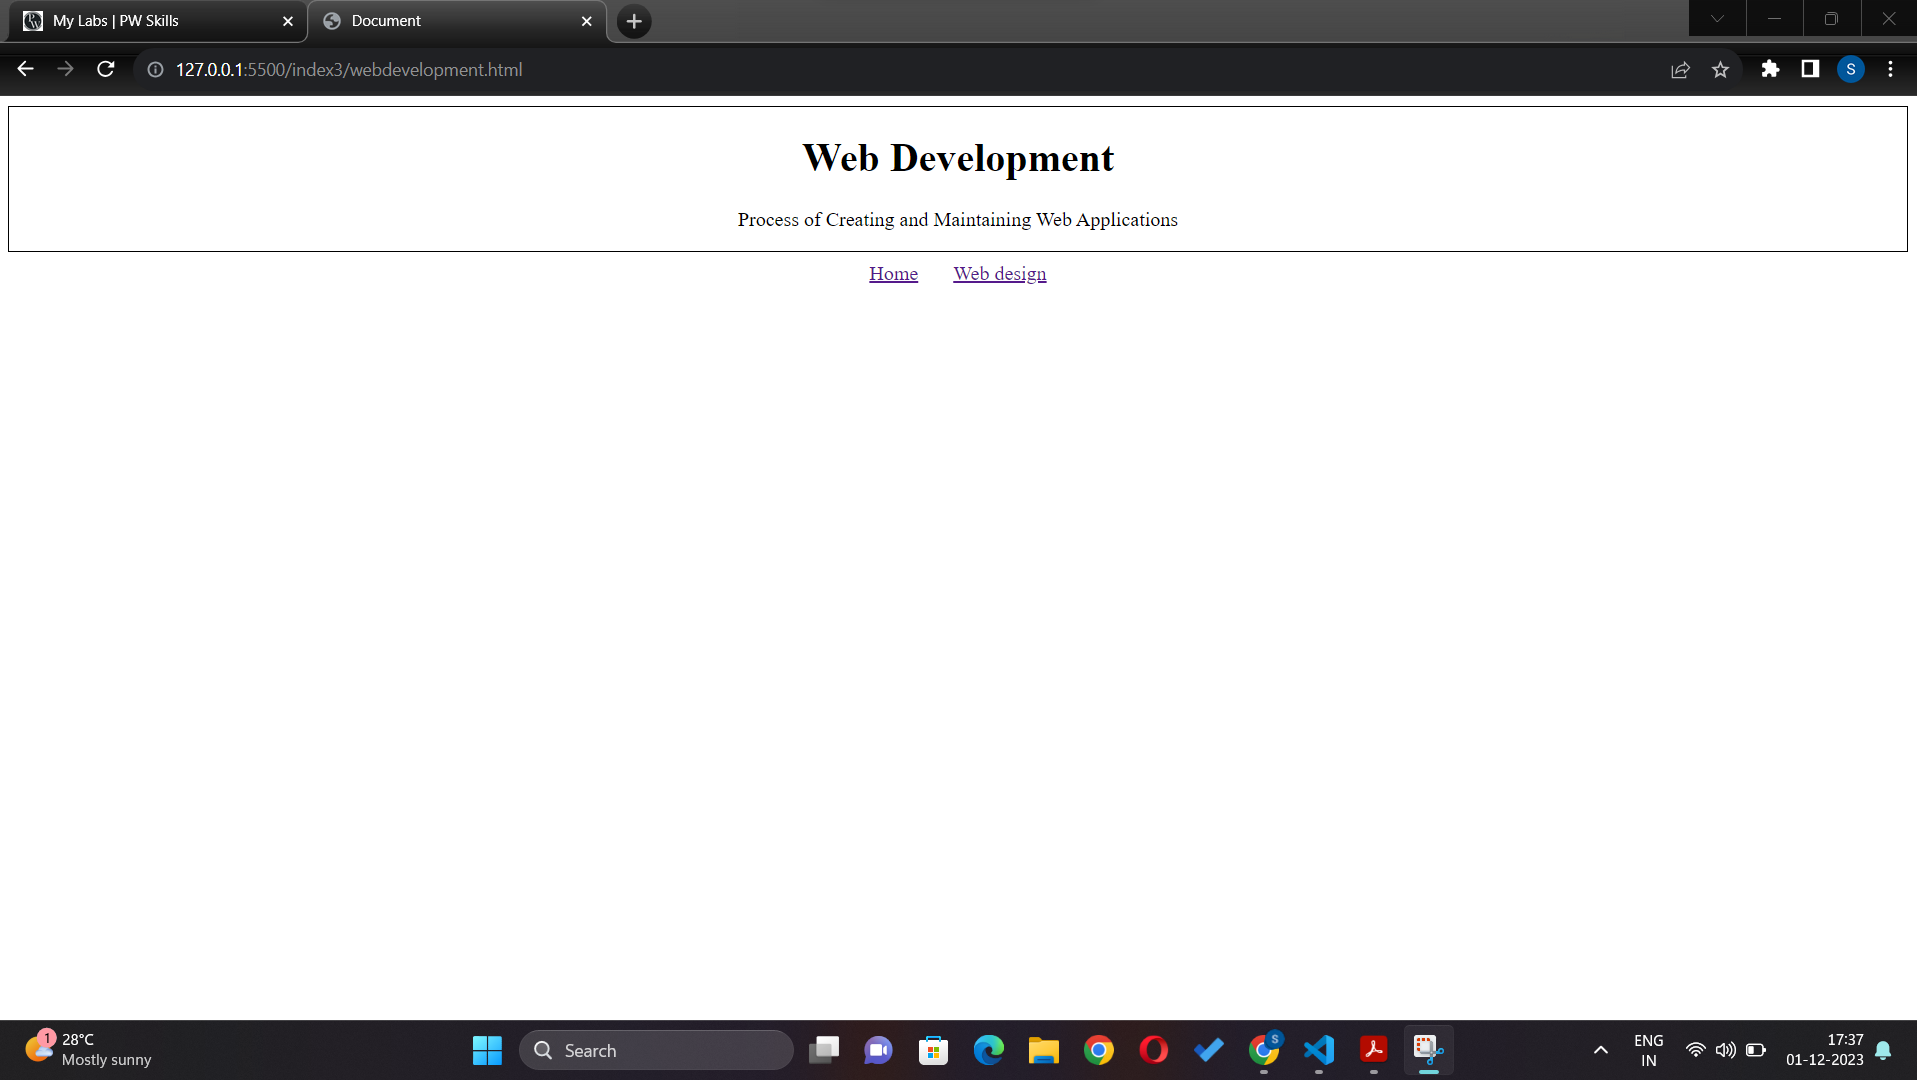 My Labs | PW Skills
Document
127.0.0.1:5500/index3/webdevelopment.html
S
Web Development
Process of Creating and Maintaining Web Applications
Home Web design
1
28°C
Mostly sunny
Search
S
ENG
IN
17:37
01-12-2023